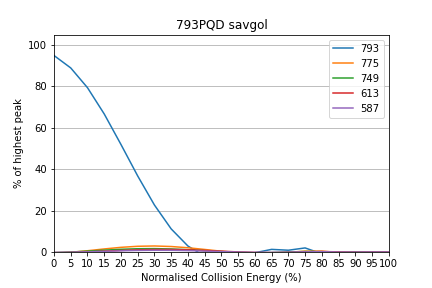 793PQD savgol
% of highest peak
100
80
60
40
20
0
793
775
749
613
587
0 5 10 15 20 25 30 35 40 45 50 55 60 65 70 75 80 85 90 95 100
Normalised Collision Energy (%)